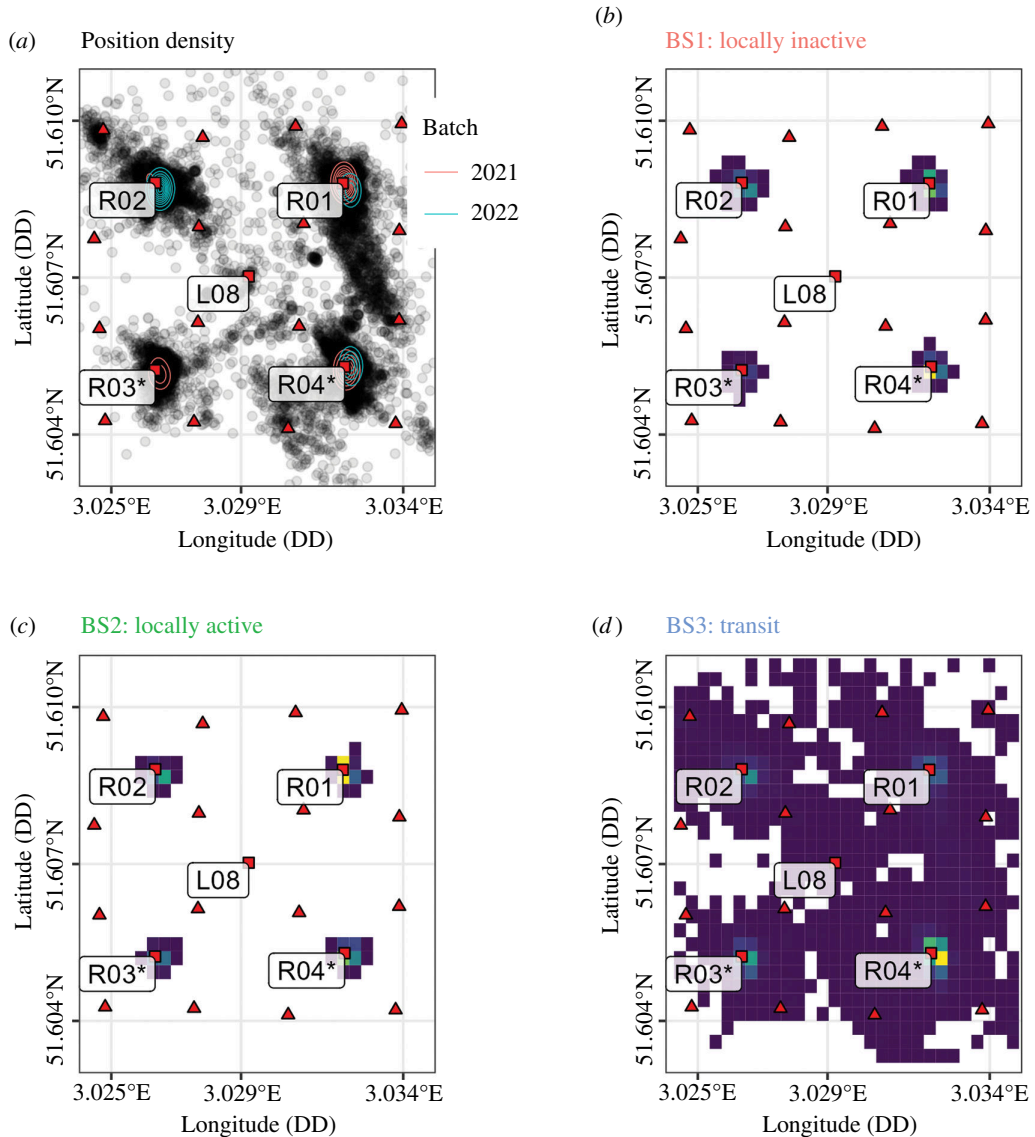 (a) Position density
Batch
2021
2022
R02
R01
L08
R03*
R04*
51.610°N
51.607°N
51.604°N
Latitude (DD)
3.025°E 3.029°E 3.034°E
Longitude (DD)
(b) BS1: locally inactive
R02
R01
L08
R03*
R04*
51.610°N
51.607°N
51.604°N
Latitude (DD)
3.025°E 3.029°E 3.034°E
Longitude (DD)
(c) BS2: locally active
R02
R01
L08
R03*
R04*
51.610°N
51.607°N
51.604°N
Latitude (DD)
3.025°E 3.029°E 3.034°E
Longitude (DD)
(d) BS3: transit
R02
R01
L08
R03*
R04*
51.610°N
51.607°N
51.604°N
Latitude (DD)
3.025°E 3.029°E 3.034°E
Longitude (DD)